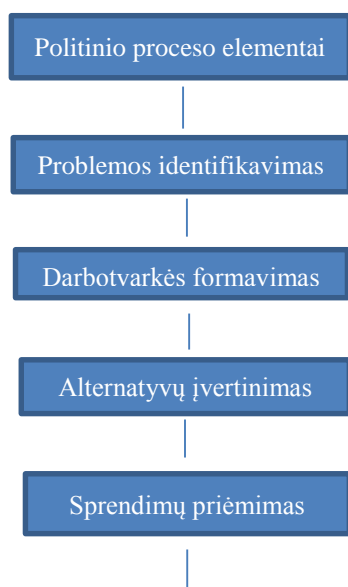 Politinio proceso elementai
Problemos identifikavimas
Darbotvarkės formavimas
Alternatyvų įvertinimas
Sprendimų priėmimas